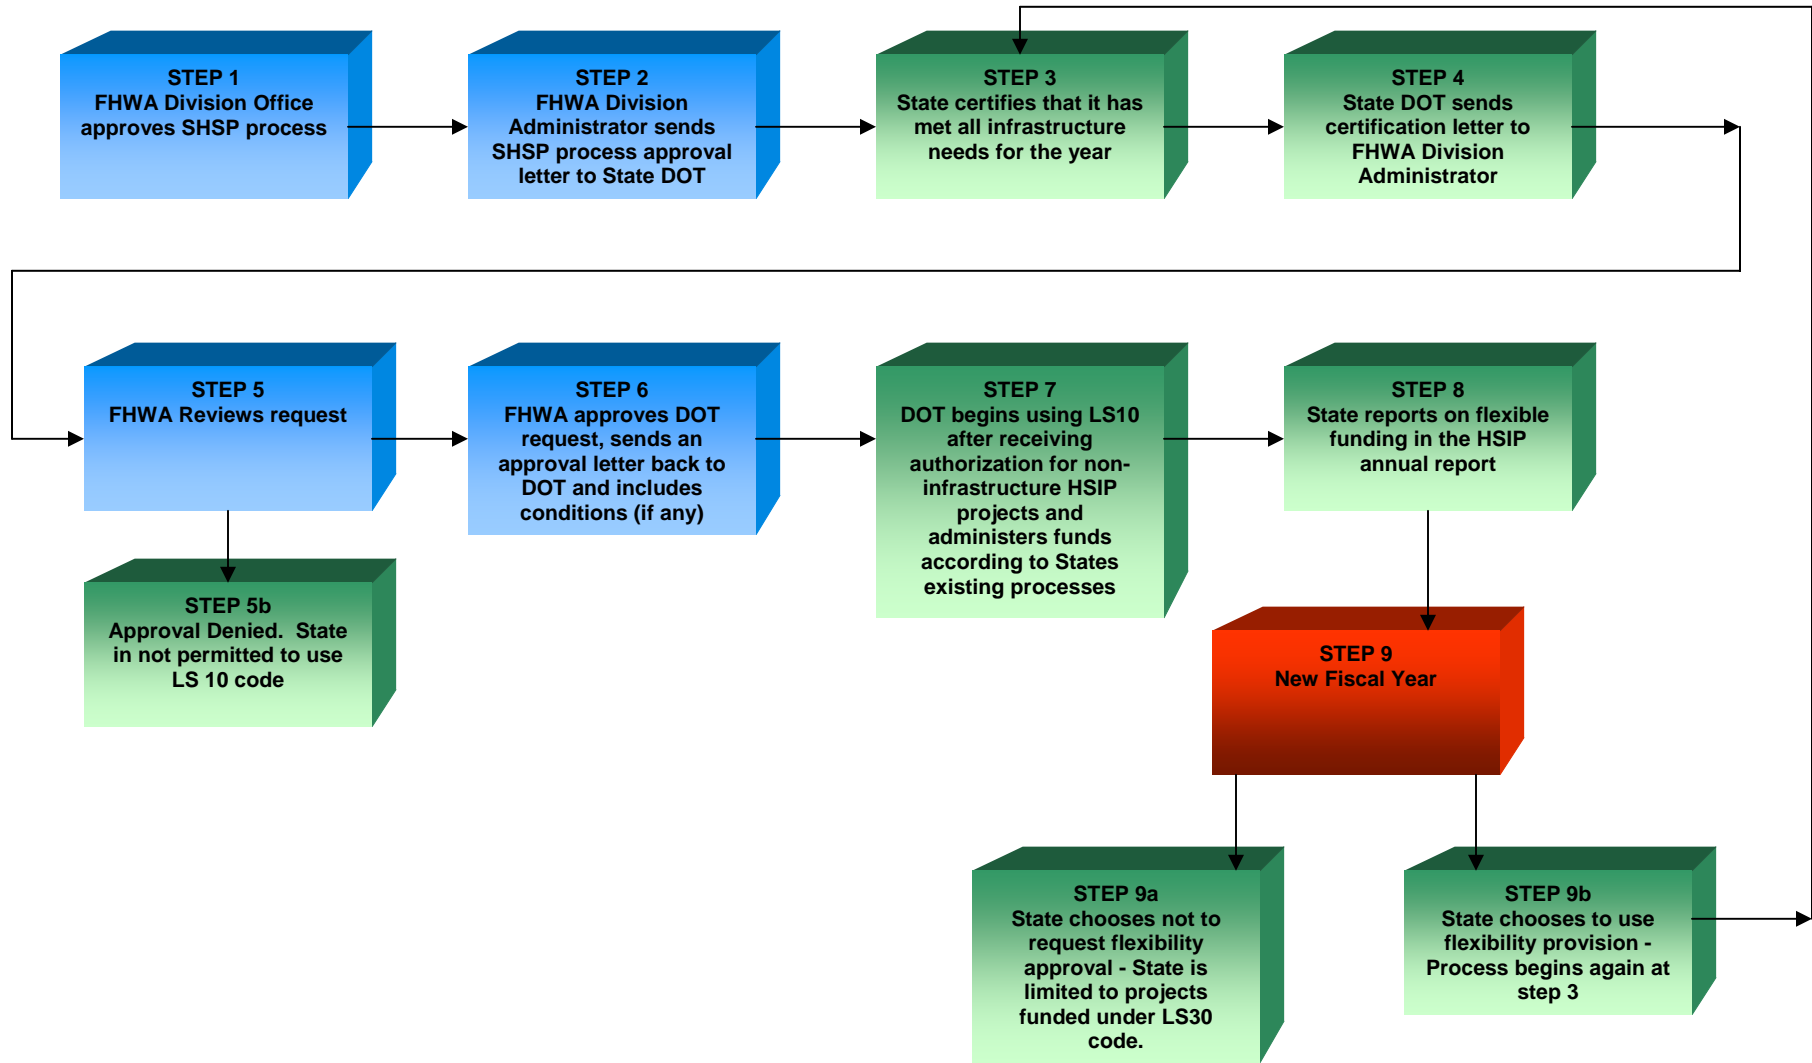 STEP 1
FHWA Division Office
approves SHSP process
STEP 2
FHWA Division
Administrator sends
SHSP process approval
letter to State DOT
STEP 3
State certifies that it has
met all infrastructure
needs for the year
STEP 4
State DOT sends
certification letter to
FHWA Division
Administrator
STEP 5
FHWA Reviews request
STEP 6
FHWA approves DOT
request, sends an
approval letter back to
DOT and includes
conditions (if any)
STEP 7
DOT begins using LS10
after receiving
authorization for non-
infrastructure HSIP
projects and
administers funds
according to States
existing processes
STEP 8
State reports on flexible
funding in the HSIP
annual report
STEP 5b
Approval Denied.  State
in not permitted to use
LS 10 code
STEP 9
New Fiscal Year
STEP 9a
State chooses not to
request flexibility
approval - State is
limited to projects
funded under LS30
code.
STEP 9b
State chooses to use
flexibility provision -
Process begins again at
step 3